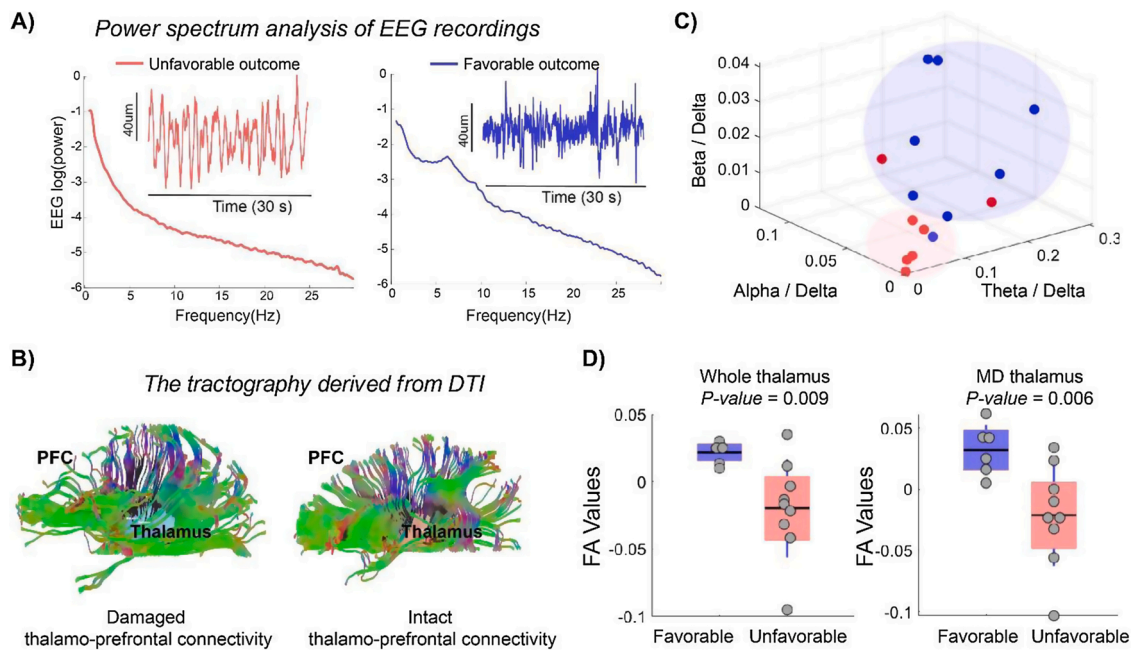 A) Power spectrum analysis of EEG recordings
Unfavorable outcome
Favorable outcome
EEG log(power)
0
-1
-2
-3
-4
-5
-6
40um
Time (30 s)
0 5 10 15 20 25
Frequency(Hz)
0
-1
-2
-3
-4
-5
-6
40um
Time (30 s)
0 5 10 15 20 25
Frequency(Hz)
B) The tractography derived from DTI
PFC
Thalamus
Damaged
thalamo-prefrontal connectivity
PFC
Thalamus
Intact
thalamo-prefrontal connectivity
C)
Beta / Delta
0.04
0.03
0.02
0.01
0
0.1
0.05
0
Alpha / Delta
0
0.1
0.2
0.3
Theta / Delta
D)
Whole thalamus
P-value = 0.009
FA Values
0.05
0
-0.05
-0.1
Favorable Unfavorable
MD thalamus
P-value = 0.006
FA Values
0.05
0
-0.05
-0.1
Favorable Unfavorable